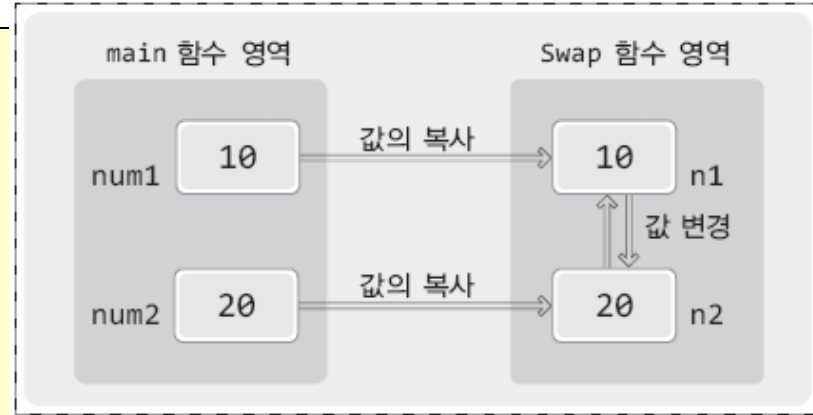 main 함수 영역
Swap 함수 영역
num1
10
값의 복사
10
n1
값 변경
num2
20
값의 복사
20
n2